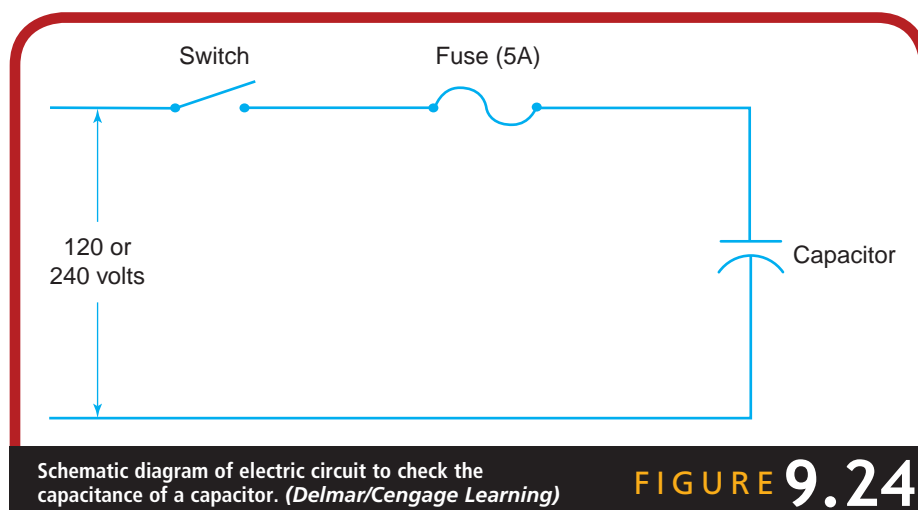 Switch
Fuse (5A)
120 or
240 volts
Capacitor
Schematic diagram of electric circuit to check the
capacitance of a capacitor. (Delmar/Cengage Learning)
FIGURE 9.24